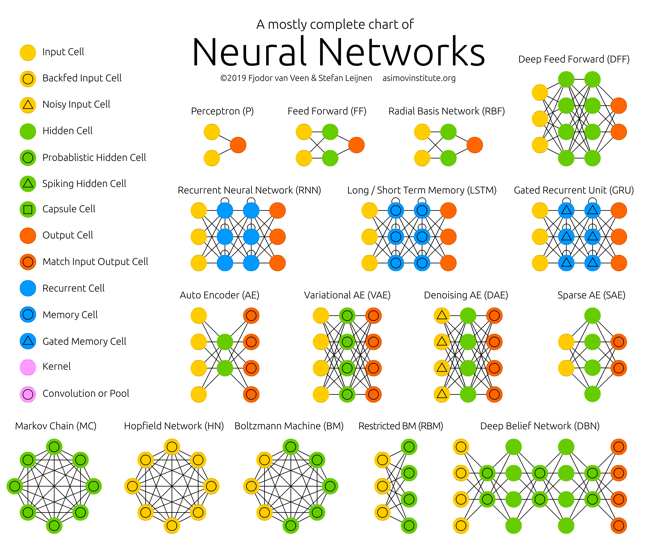 A mostly complete chart of
Neural Networks
©2019 Fjodor van Veen & Stefan Leijnen asimovinstitute.org
Input Cell
Backfed Input Cell
Noisy Input Cell
Hidden Cell
Probablistic Hidden Cell
Spiking Hidden Cell
Capsule Cell
Output Cell
Match Input Output Cell
Recurrent Cell
Memory Cell
Gated Memory Cell
Kernel
Convolution or Pool
Deep Feed Forward (DFF)
Perceptron (P)
Feed Forward (FF)
Radial Basis Network (RBF)
Recurrent Neural Network (RNN)
Long / Short Term Memory (LSTM)
Gated Recurrent Unit (GRU)
Auto Encoder (AE)
Variational AE (VAE)
Denoising AE (DAE)
Sparse AE (SAE)
Markov Chain (MC)
Hopfield Network (HN)
Boltzmann Machine (BM)
Restricted BM (RBM)
Deep Belief Network (DBN)